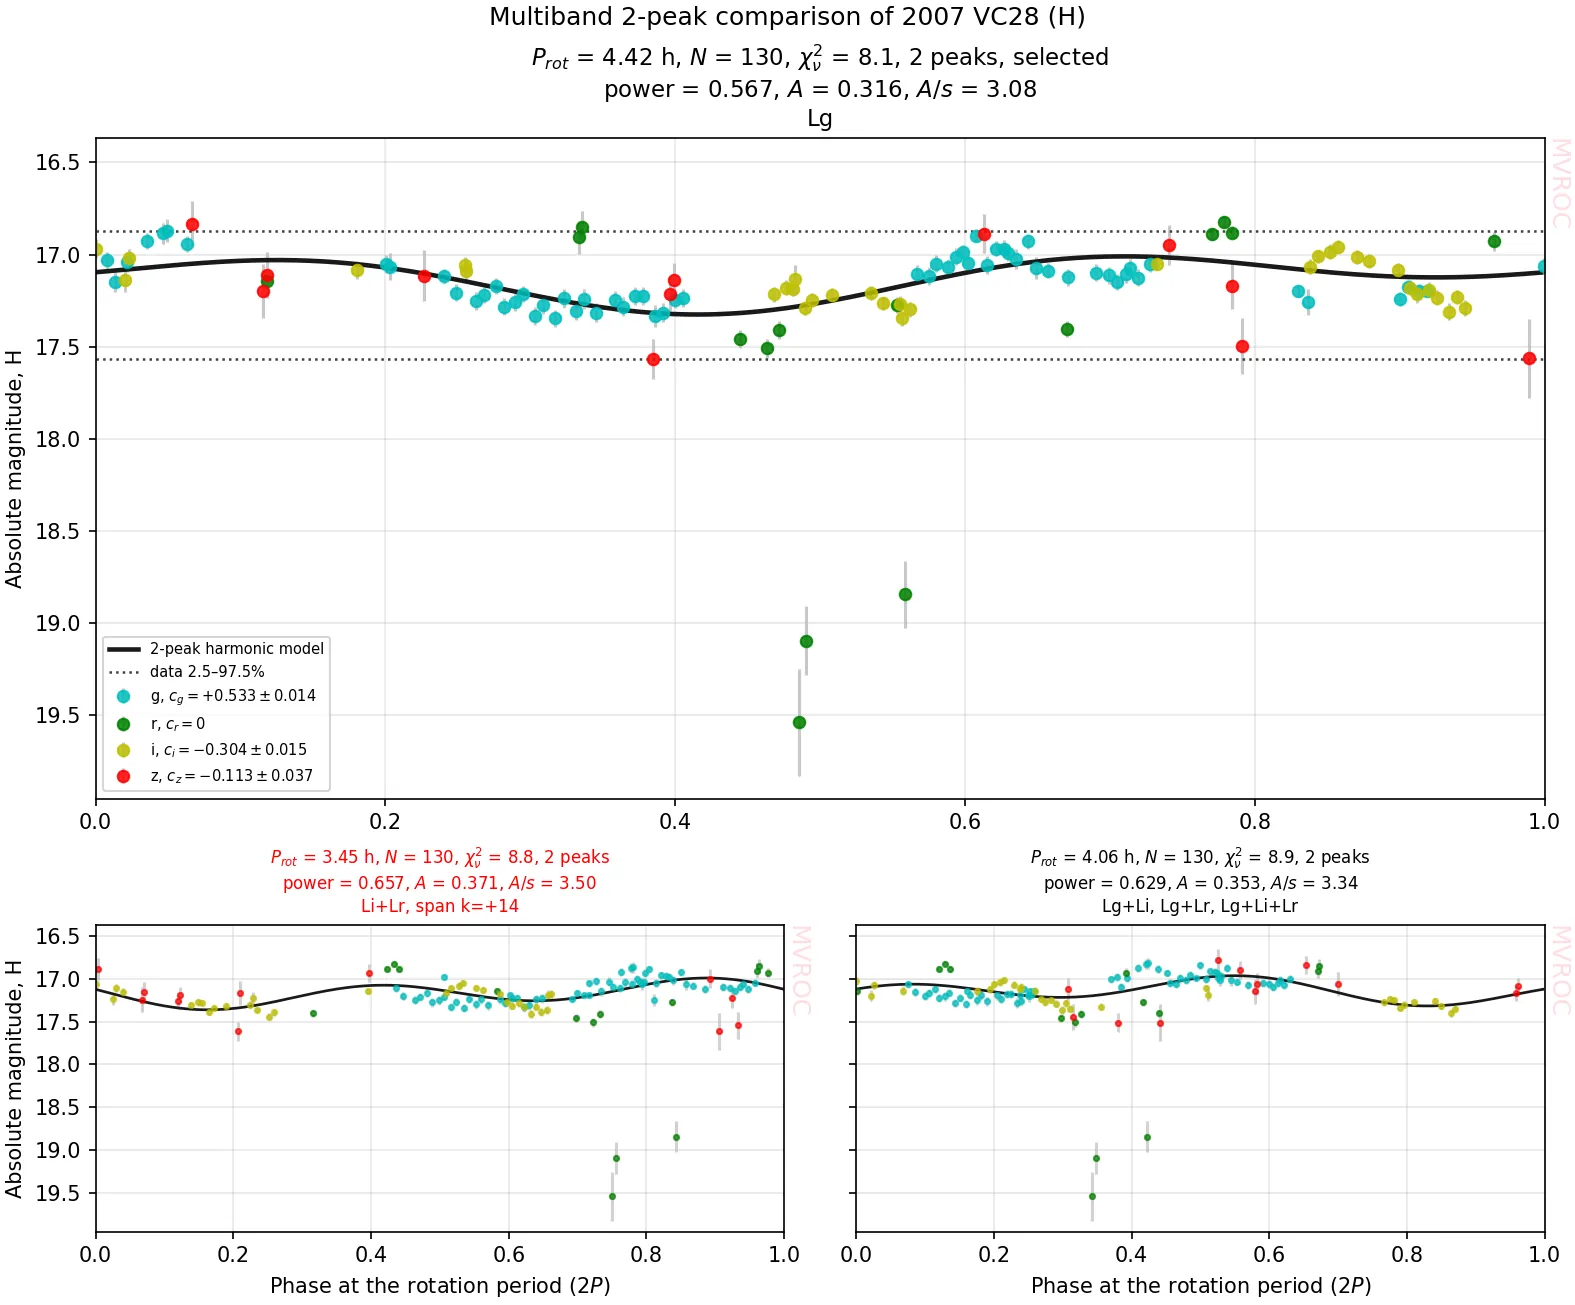 Multiband 2-peak comparison of 2007 VC28 (H)
P_rot = 4.42 h, N = 130, χ²_ν = 8.1, 2 peaks, selected
power = 0.567, A = 0.316, A/s = 3.08
Lg
MVROC
16.5
17.0
17.5
18.0
18.5
19.0
19.5
Absolute magnitude, H
2-peak harmonic model
data 2.5–97.5%
g, c_g = +0.533 ± 0.014
r, c_r = 0
i, c_i = −0.304 ± 0.015
z, c_z = −0.113 ± 0.037
0.0 0.2 0.4 0.6 0.8 1.0
P_rot = 3.45 h, N = 130, χ²_ν = 8.8, 2 peaks
power = 0.657, A = 0.371, A/s = 3.50
Li+Lr, span k=+14
MVROC
16.5
17.0
17.5
18.0
18.5
19.0
19.5
Absolute magnitude, H
0.0 0.2 0.4 0.6 0.8 1.0
Phase at the rotation period (2P)
P_rot = 4.06 h, N = 130, χ²_ν = 8.9, 2 peaks
power = 0.629, A = 0.353, A/s = 3.34
Lg+Li, Lg+Lr, Lg+Li+Lr
MVROC
0.0 0.2 0.4 0.6 0.8 1.0
Phase at the rotation period (2P)